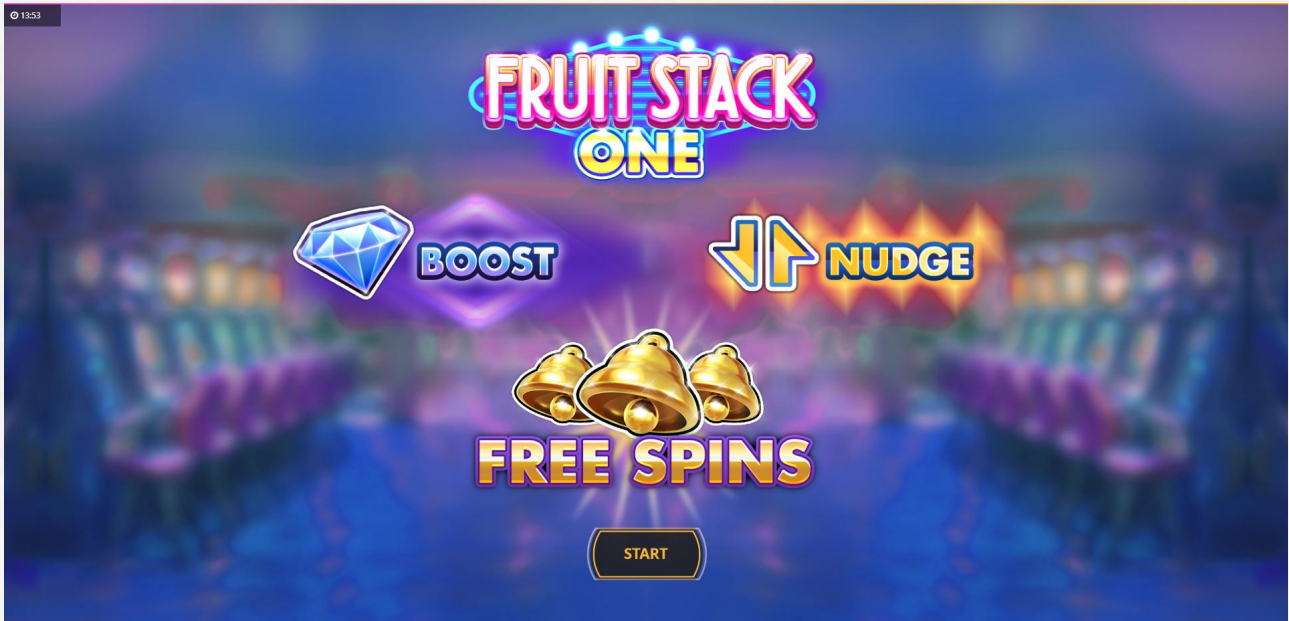 13:53
FRUIT STACK
ONE
BOOST
NUDGE
FREE SPINS
START